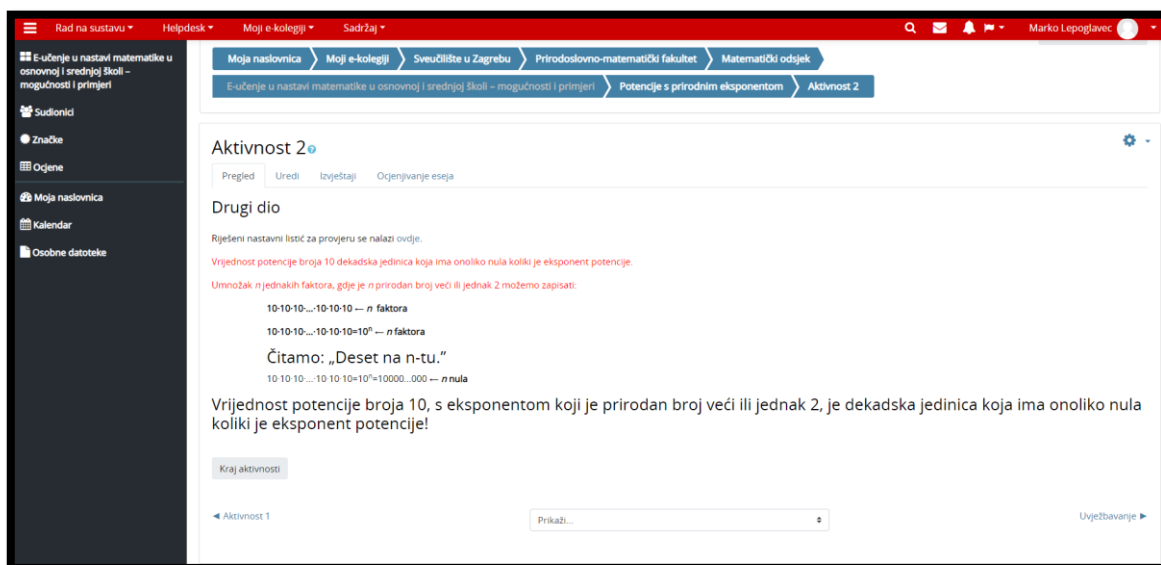 Rad na sustavu Helpdesk Moji e-kolegiji Sadržaj Marko Lepoglavec
E-učenje u nastavi matematike u
osnovnoj i srednjoj školi –
mogućnosti i primjeri
Sudionici
Značke
Ocjene
Moja naslovnica
Kalendar
Osobne datoteke
Moja naslovnica Moji e-kolegiji Sveučilište u Zagrebu Prirodoslovno-matematički fakultet Matematički odsjek
E-učenje u nastavi matematike u osnovnoj i srednjoj školi – mogućnosti i primjeri Potencije s prirodnim eksponentom Aktivnost 2
Aktivnost 2
Pregled Uredi Izvještaji Ocjenjivanje eseja
Drugi dio
Riješeni nastavni listić za provjeru se nalazi ovdje.
Vrijednost potencije broja 10 dekadska jedinica koja ima onoliko nula koliki je eksponent potencije.
Umnožak n jednakih faktora, gdje je n prirodan broj veći ili jednak 2 možemo zapisati:
10·10·10·...·10·10·10 ← n faktora
10·10·10·...·10·10·10=10ⁿ ← n faktora
Čitamo: „Deset na n-tu.”
10·10·10·...·10·10·10=10ⁿ=10000...000 ← n nula
Vrijednost potencije broja 10, s eksponentom koji je prirodan broj veći ili jednak 2, je dekadska jedinica koja ima onoliko nula
koliki je eksponent potencije!
Kraj aktivnosti
◄ Aktivnost 1 Prikaži... Uvježbavanje ►